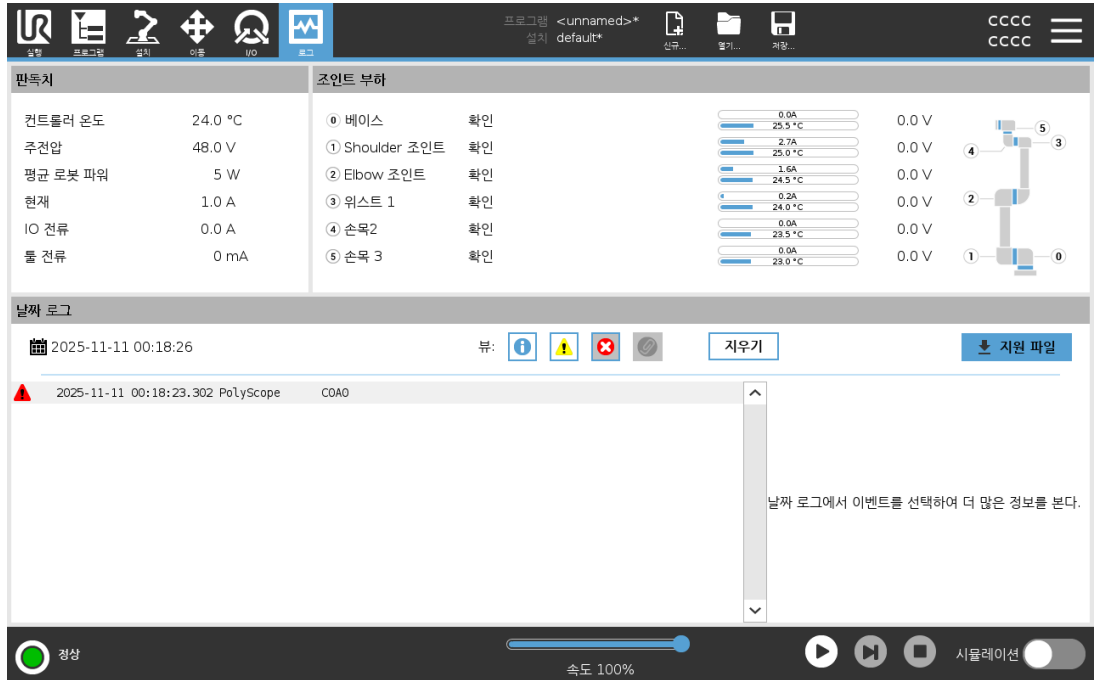 UR
실행
프로그램
설치
이동
I/O
로그
프로그램 <unnamed>*
설치 default*
신규...
열기...
저장...
cccc
cccc
판독치
컨트롤러 온도 24.0 °C
주전압 48.0 V
평균 로봇 파워 5 W
현재 1.0 A
IO 전류 0.0 A
툴 전류 0 mA
조인트 부하
0 베이스 확인 0.0A 25.5 °C 0.0 V
1 Shoulder 조인트 확인 2.7A 25.0 °C 0.0 V
2 Elbow 조인트 확인 1.6A 24.5 °C 0.0 V
3 위스트 1 확인 0.2A 24.0 °C 0.0 V
4 손목2 확인 0.0A 23.5 °C 0.0 V
5 손목 3 확인 0.0A 23.0 °C 0.0 V
5
4 3
2
1 0
날짜 로그
2025-11-11 00:18:26 뷰: 지우기 지원 파일
2025-11-11 00:18:23.302 PolyScope C0A0
날짜 로그에서 이벤트를 선택하여 더 많은 정보를 본다.
정상
속도 100%
시뮬레이션